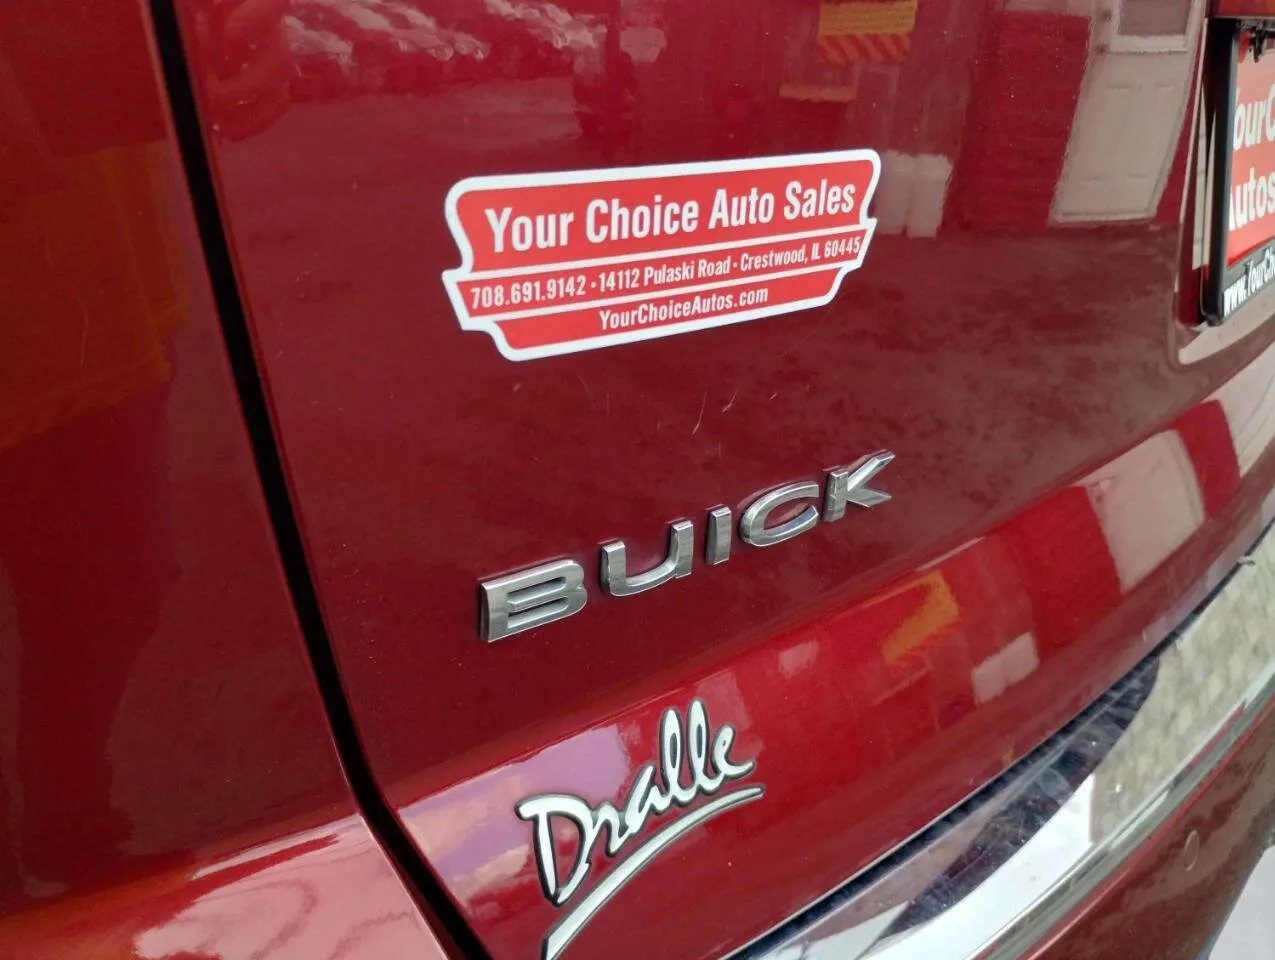 Your Choice Auto Sales
708.691.9142 · 14112 Pulaski Road · Crestwood, IL 60445
YourChoiceAutos.com
BUICK
Dralle